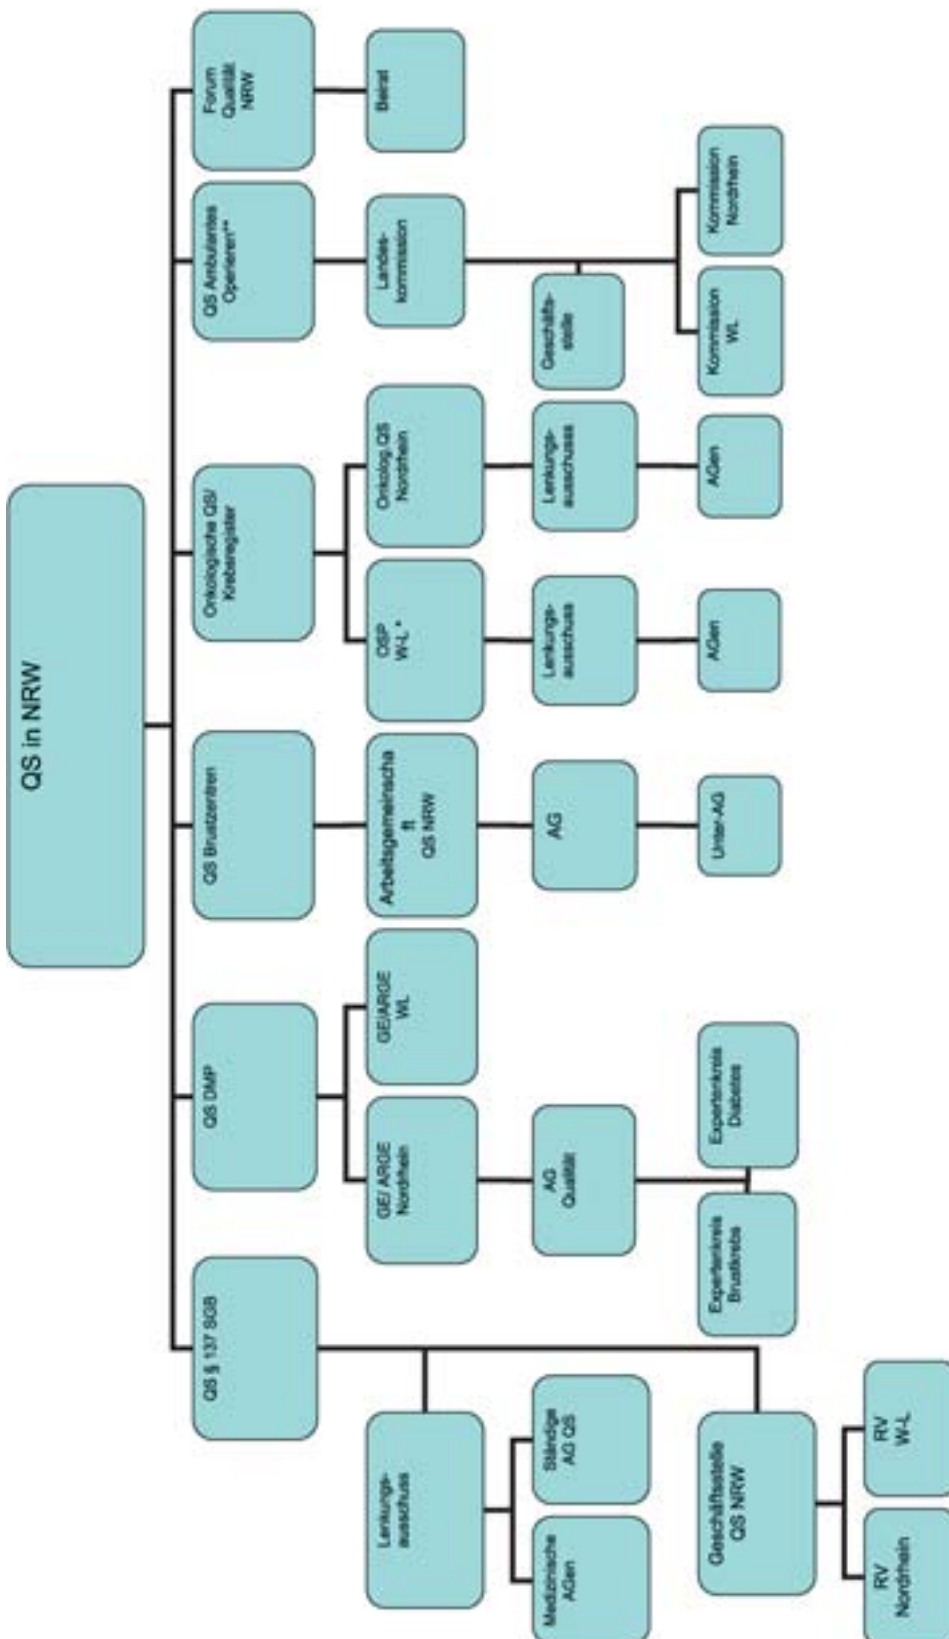 QS in NRW
QS § 137 SGB
QS DMP
QS Brustzentren
Onkologische QS/
Krebsregister
QS Ambulantes
Operieren**
Forum
Qualität
NRW
Lenkungs-
ausschuss
GE/ ARGE
Nordrhein
GE/ARGE
WL
Arbeitsgemeinscha
ft
QS NRW
OSP
W-L *
Onkolog.QS
Nordrhein
Landes-
kommission
Beirat
Medizinische
AGen
Ständige
AG QS
AG
Qualität
AG
Lenkungs-
ausschuss
Lenkungs-
ausschuss
Geschäfts-
stelle
Geschäftsstelle
QS NRW
Expertenkreis
Brustkrebs
Expertenkreis
Diabetes
Unter-AG
AGen
AGen
Kommission
WL
Kommission
Nordrhein
RV
Nordrhein
RV
W-L